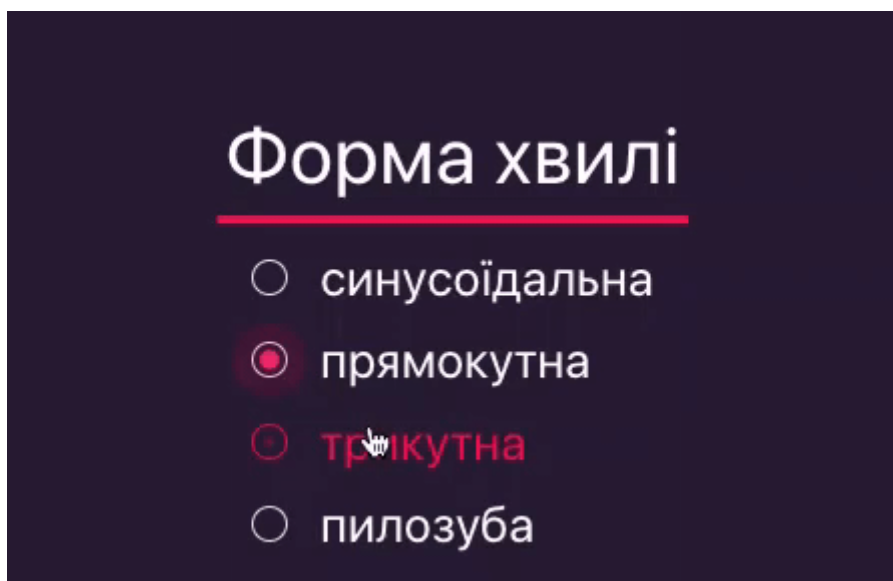 Форма хвилі
синусоїдальна
прямокутна
трикутна
пилозуба